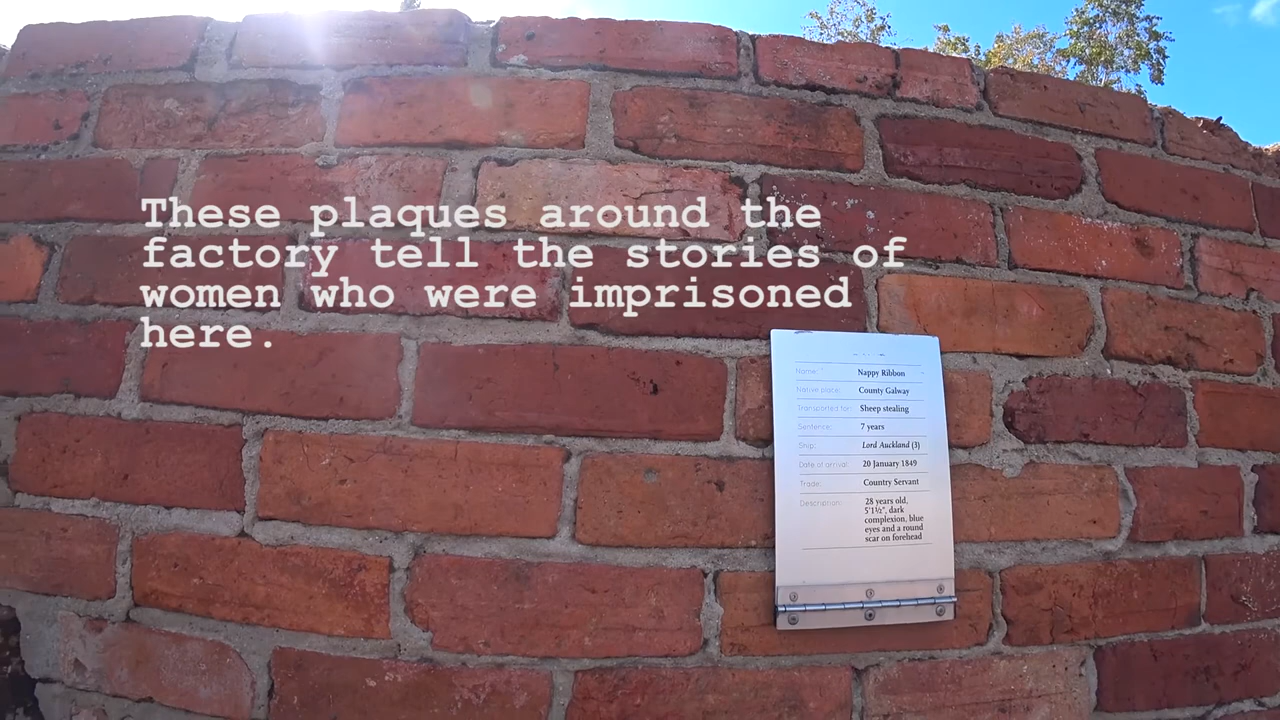 These plaques around the
factory tell the stories of
women who were imprisoned
here.
Name: Nappy Ribbon
Native place: County Galway
Transported for: Sheep stealing
Sentence: 7 years
Ship: Lord Auckland (3)
Date of arrival: 20 January 1849
Trade: Country Servant
Description: 28 years old,
5'1½", dark
complexion, blue
eyes and a round
scar on forehead